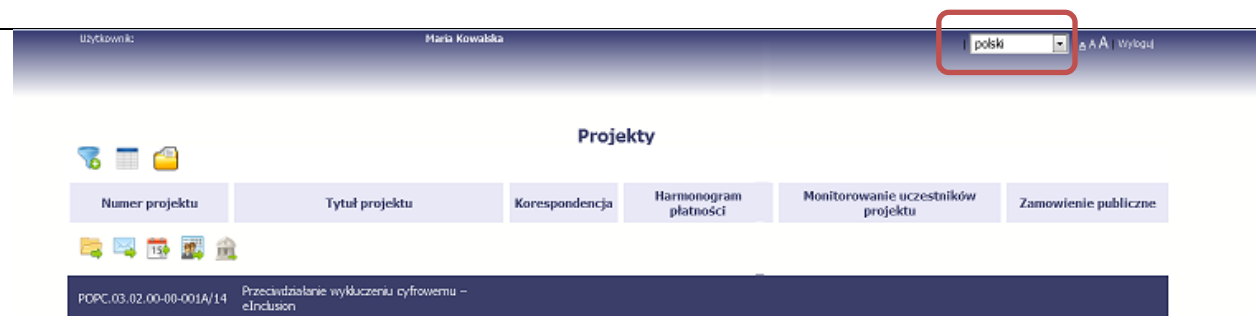 Użytkownik: Maria Kowalska | polski A A A | Wyloguj
Projekty
Numer projektu Tytuł projektu Korespondencja Harmonogram płatności Monitorowanie uczestników projektu Zamowienie publiczne
15
POPC.03.02.00-00-001A/14 Przeciwdziałanie wykluczeniu cyfrowemu –
eInclusion